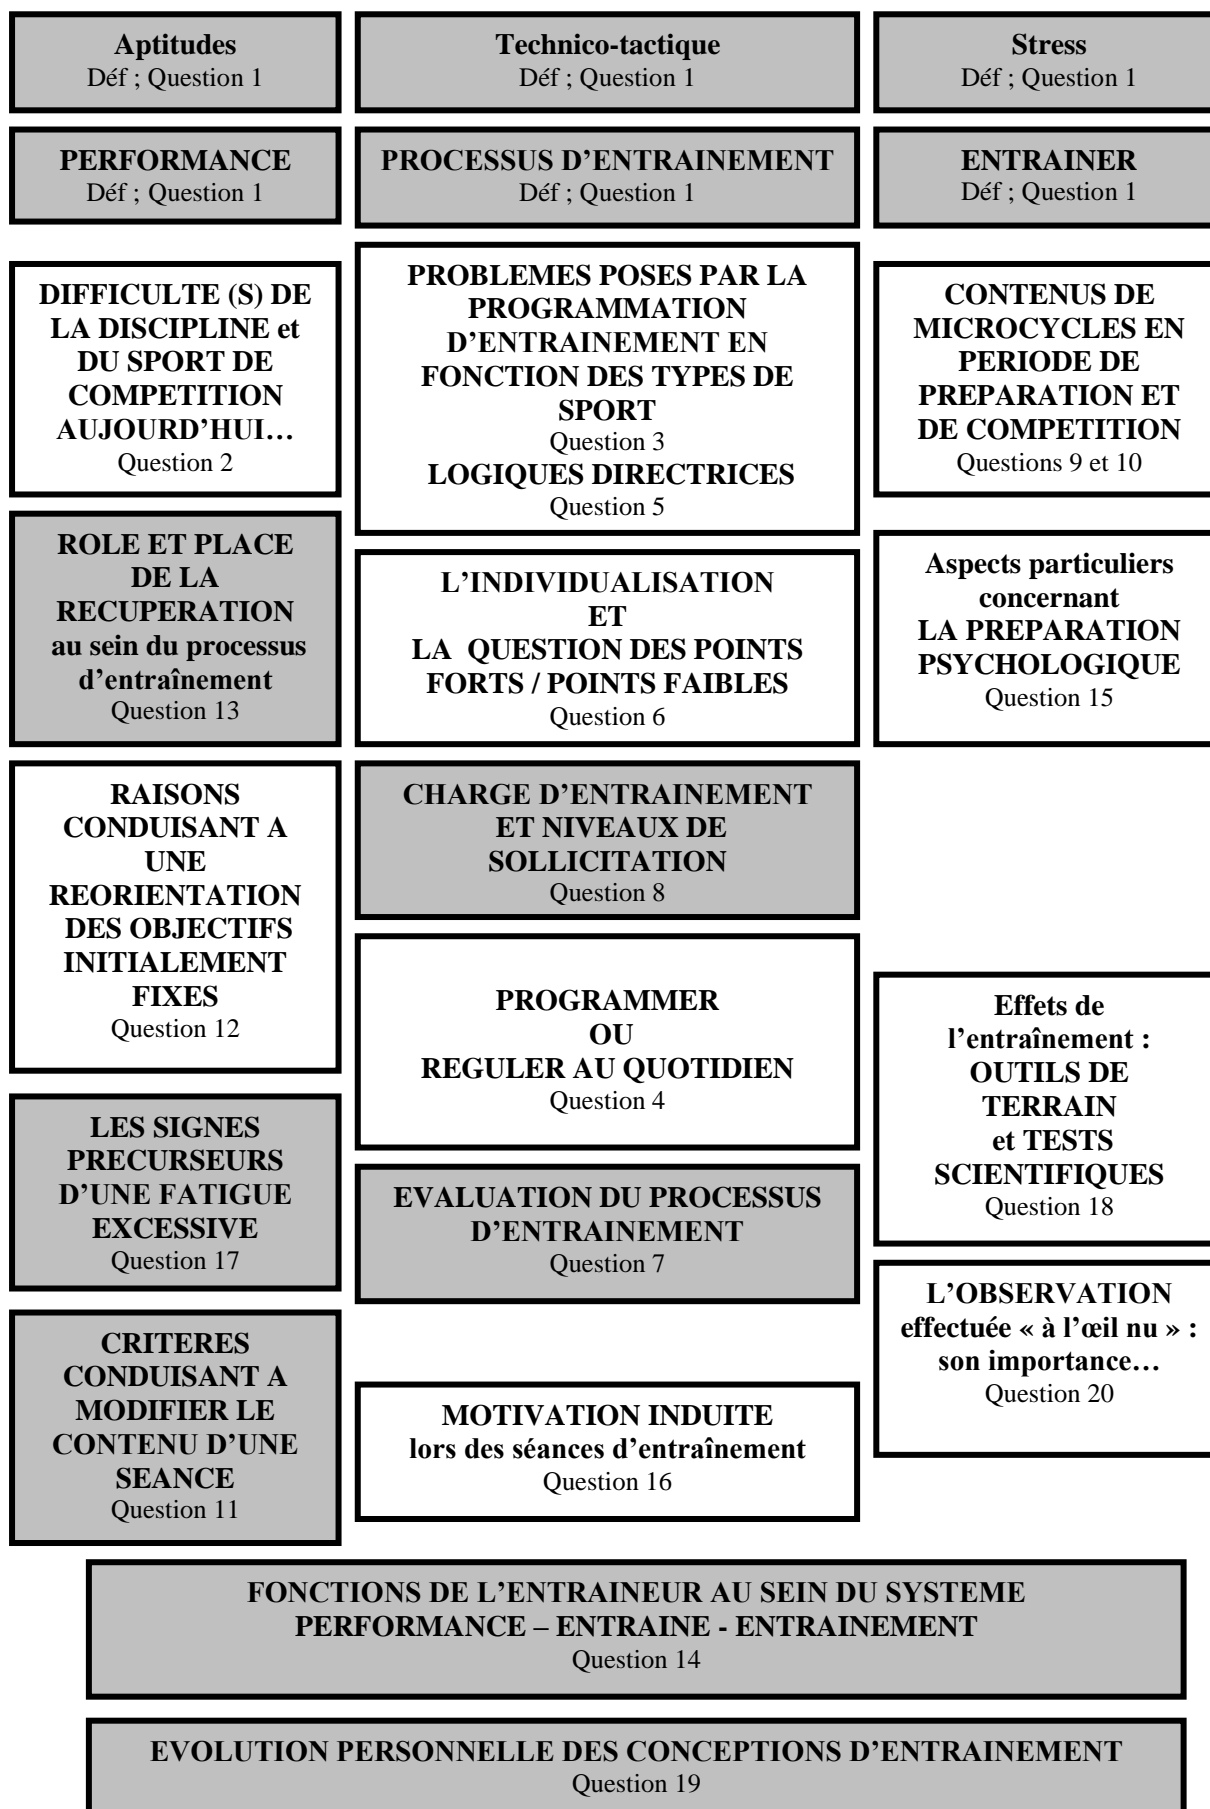 Aptitudes
Déf ; Question 1
Technico-tactique
Déf ; Question 1
Stress
Déf ; Question 1
PERFORMANCE
Déf ; Question 1
PROCESSUS D’ENTRAINEMENT
Déf ; Question 1
ENTRAINER
Déf ; Question 1
DIFFICULTE (S) DE
LA DISCIPLINE et
DU SPORT DE
COMPETITION
AUJOURD’HUI…
Question 2
PROBLEMES POSES PAR LA
PROGRAMMATION
D’ENTRAINEMENT EN
FONCTION DES TYPES DE
SPORT
Question 3
LOGIQUES DIRECTRICES
Question 5
CONTENUS DE
MICROCYCLES EN
PERIODE DE
PREPARATION ET
DE COMPETITION
Questions 9 et 10
ROLE ET PLACE
DE LA
RECUPERATION
au sein du processus
d’entraînement
Question 13
L’INDIVIDUALISATION
ET
LA QUESTION DES POINTS
FORTS / POINTS FAIBLES
Question 6
Aspects particuliers
concernant
LA PREPARATION
PSYCHOLOGIQUE
Question 15
RAISONS
CONDUISANT A
UNE
REORIENTATION
DES OBJECTIFS
INITIALEMENT
FIXES
Question 12
CHARGE D’ENTRAINEMENT
ET NIVEAUX DE
SOLLICITATION
Question 8
PROGRAMMER
OU
REGULER AU QUOTIDIEN
Question 4
Effets de
l’entraînement :
OUTILS DE
TERRAIN
et TESTS
SCIENTIFIQUES
Question 18
LES SIGNES
PRECURSEURS
D’UNE FATIGUE
EXCESSIVE
Question 17
EVALUATION DU PROCESSUS
D’ENTRAINEMENT
Question 7
L’OBSERVATION
effectuée « à l’œil nu » :
son importance…
Question 20
CRITERES
CONDUISANT A
MODIFIER LE
CONTENU D’UNE
SEANCE
Question 11
MOTIVATION INDUITE
lors des séances d’entraînement
Question 16
FONCTIONS DE L’ENTRAINEUR AU SEIN DU SYSTEME
PERFORMANCE – ENTRAINE - ENTRAINEMENT
Question 14
EVOLUTION PERSONNELLE DES CONCEPTIONS D’ENTRAINEMENT
Question 19